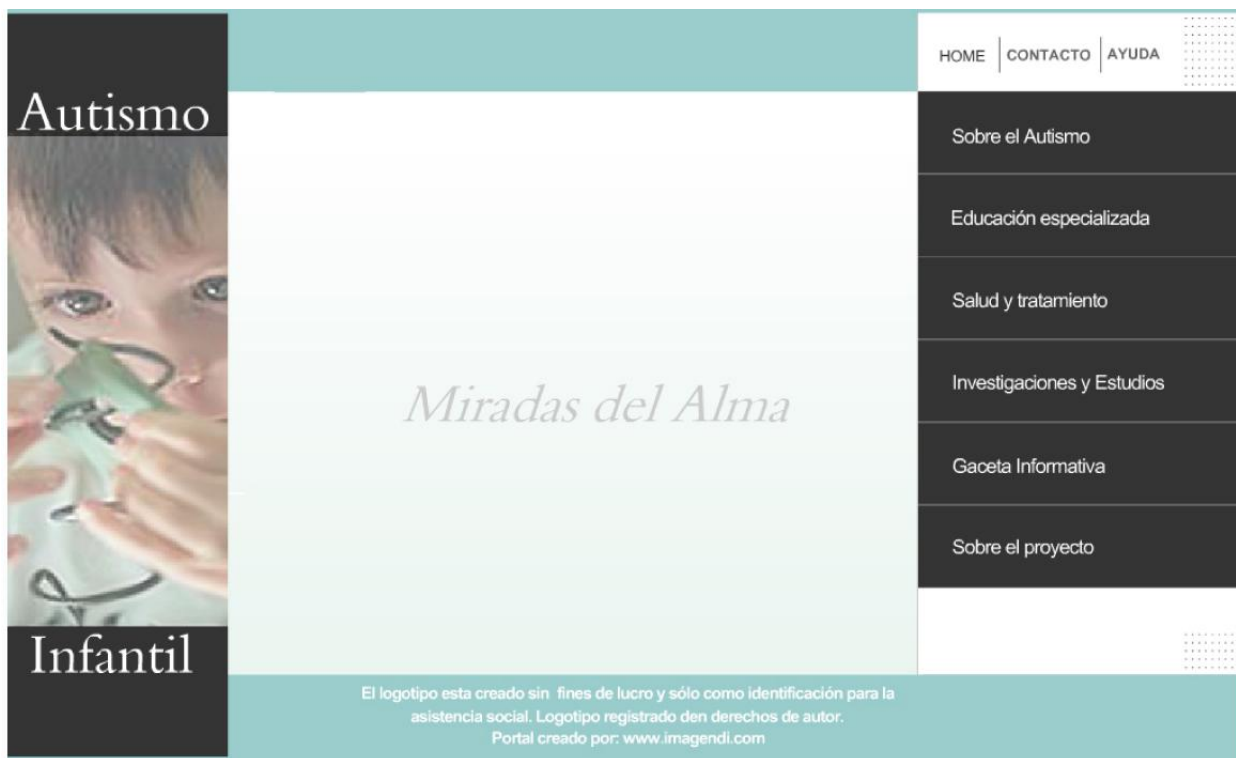 Autismo
Infantil
Miradas del Alma
HOME
CONTACTO
AYUDA
Sobre el Autismo
Educación especializada
Salud y tratamiento
Investigaciones y Estudios
Gaceta Informativa
Sobre el proyecto
El logotipo esta creado sin fines de lucro y sólo como identificación para la
asistencia social. Logotipo registrado den derechos de autor.
Portal creado por: www.imagendi.com